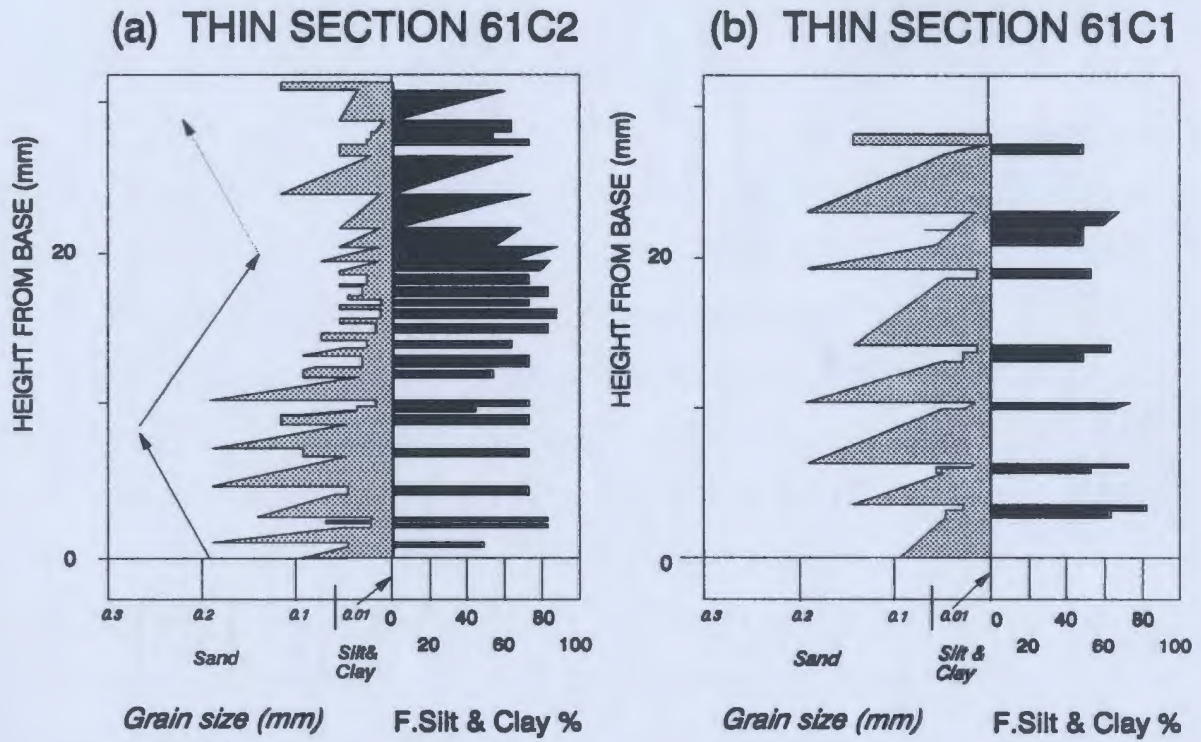 (a) THIN SECTION 61C2
HEIGHT FROM BASE (mm)
20
0
0.3
0.2
0.1
0.01
0
40
60
80
20
60
80
100
Sand
Silt&
Clay
Grain size (mm)
F.Silt & Clay %
(b) THIN SECTION 61C1
HEIGHT FROM BASE (mm)
20
0
0.3
0.2
0.1
0.01
0
40
80
20
60
100
Sand
Silt &
Clay
Grain size (mm)
F.Silt & Clay %